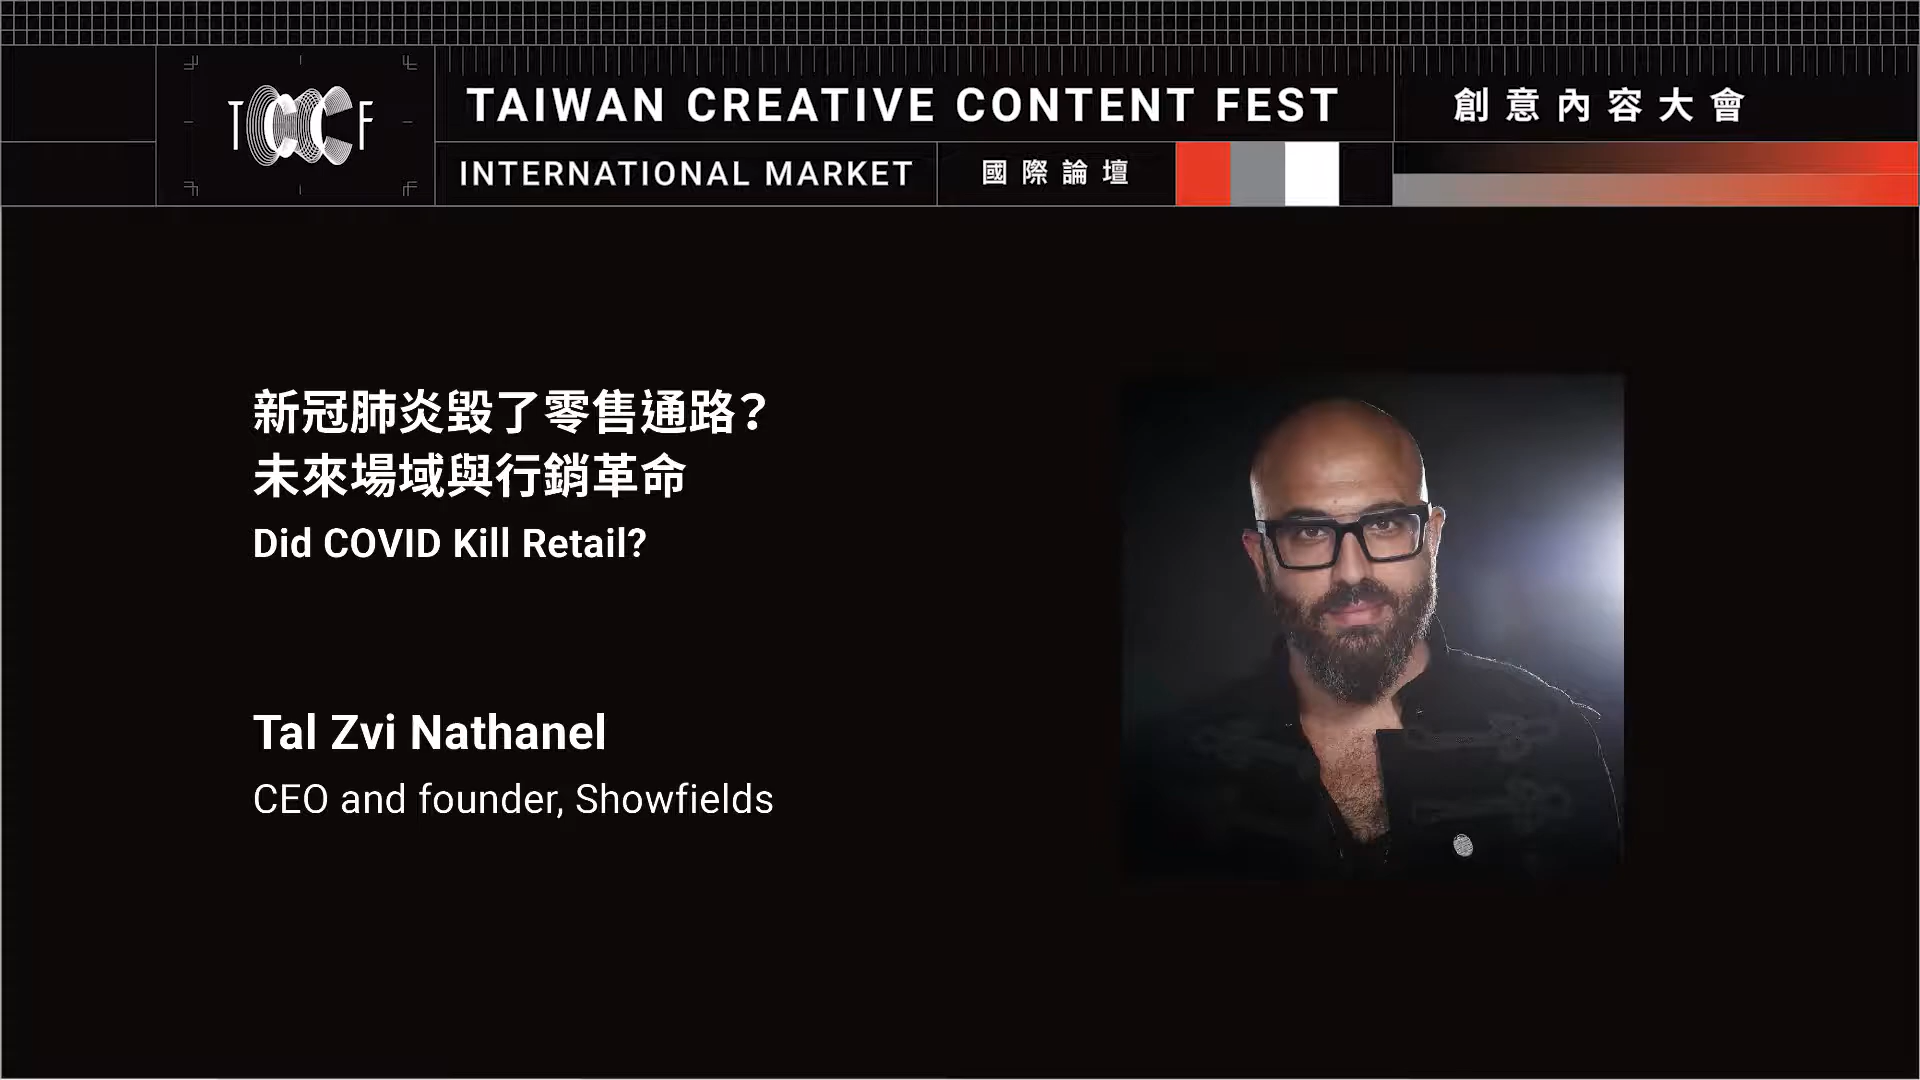 TCCF
TAIWAN CREATIVE CONTENT FEST
創意內容大會
INTERNATIONAL MARKET
國際論壇
新冠肺炎毀了零售通路？
未來場域與行銷革命
Did COVID Kill Retail?
Tal Zvi Nathanel
CEO and founder, Showfields